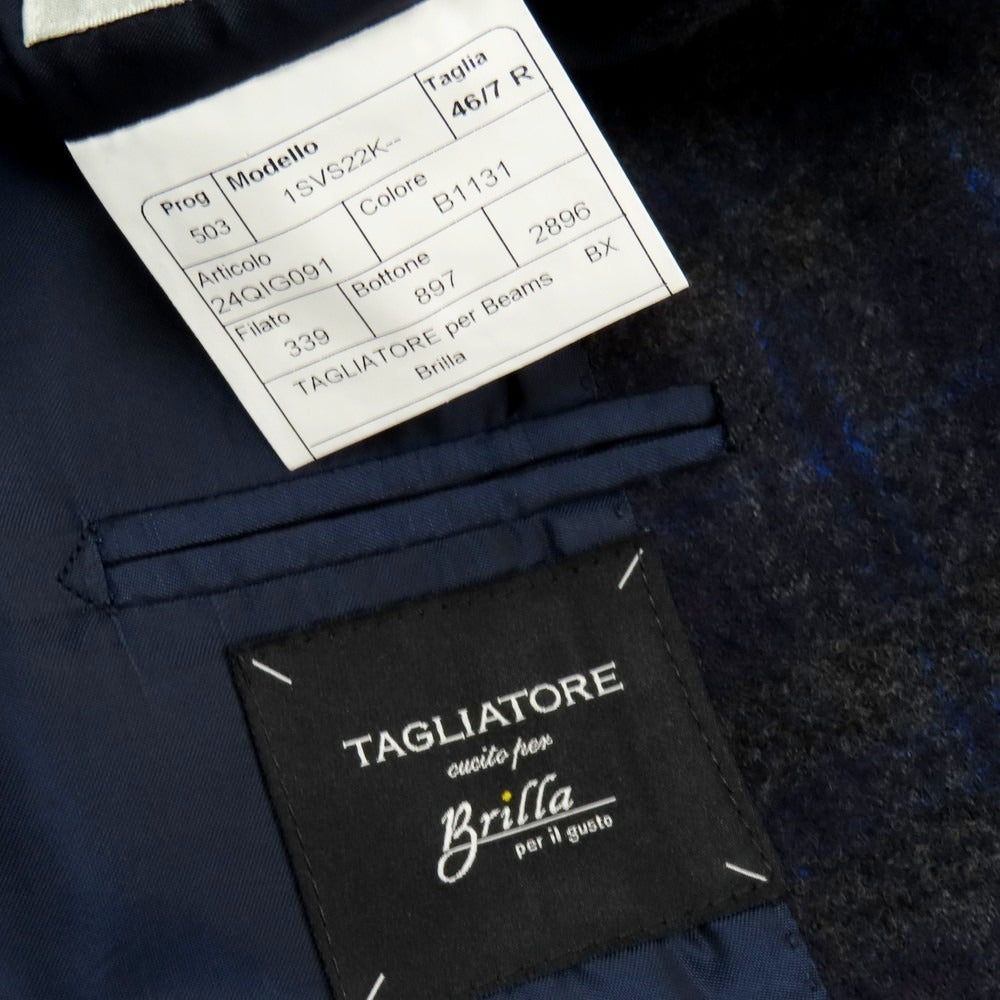 Prog
Modello
Taglia
503
1SVS22K--
46/7 R
Articolo
Colore
24QIG091
B1131
Filato
Bottone
2896
339
897
TAGLIATORE per Beams BX
Brilla
TAGLIATORE
cucito per
Brilla
per il gusto